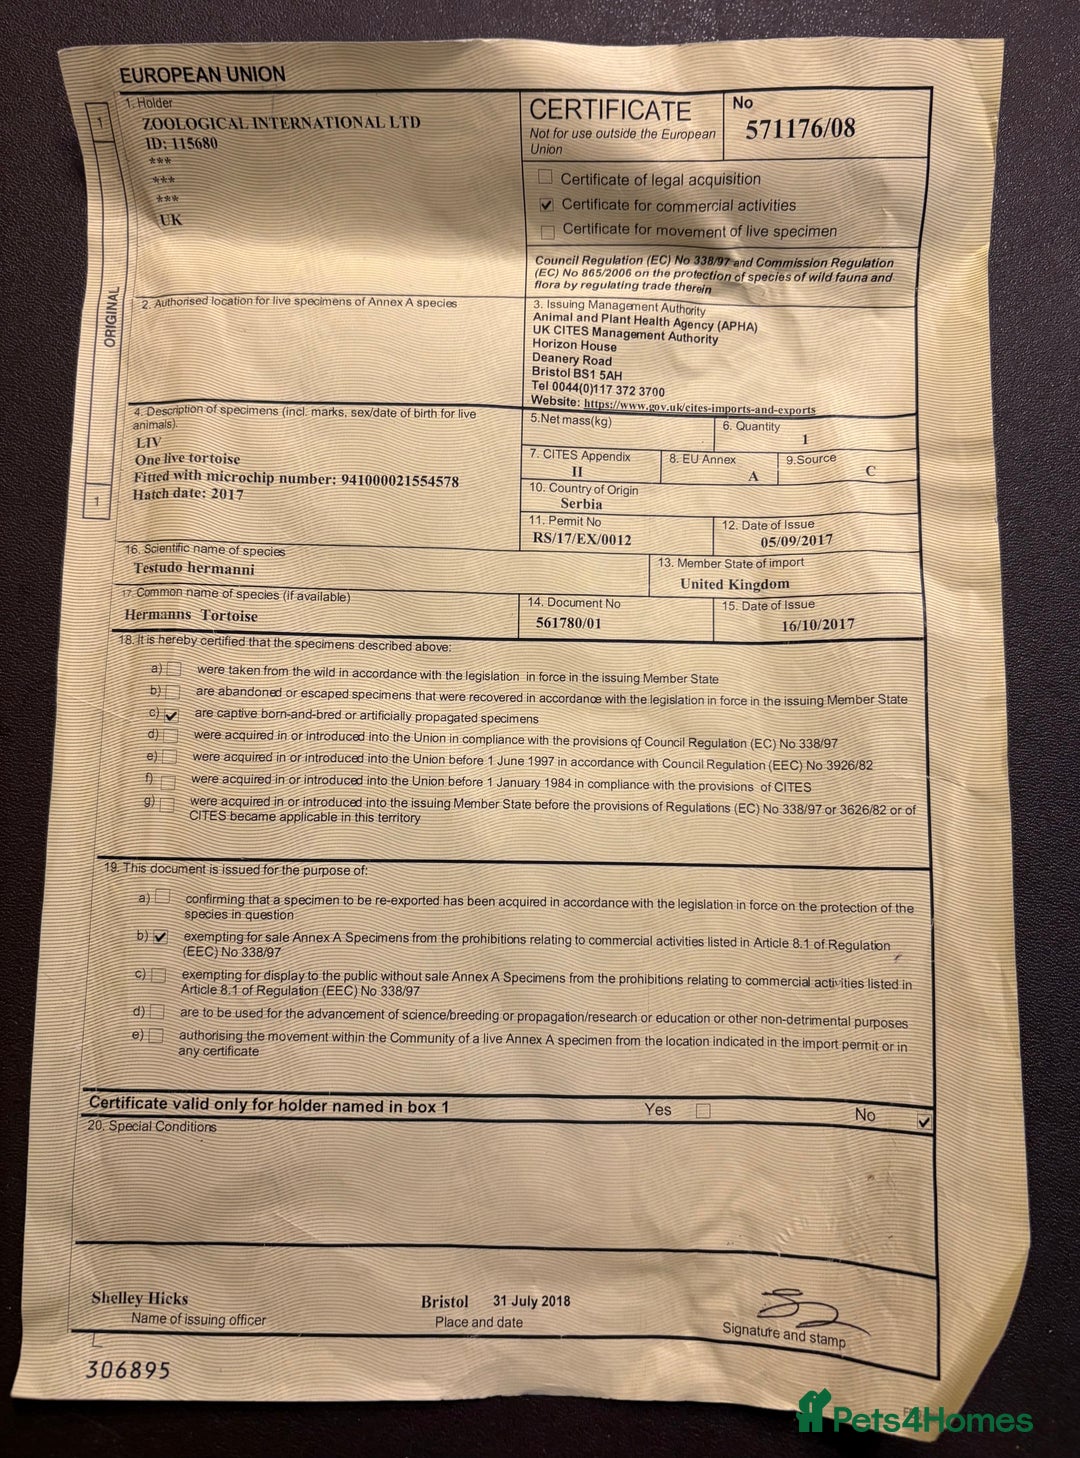 EUROPEAN UNION
1. Holder
ZOOLOGICAL INTERNATIONAL LTD
ID: 115680
***
***
***
UK
1
ORIGINAL
1
CERTIFICATE
Not for use outside the European
Union
No
571176/08
Certificate of legal acquisition
Certificate for commercial activities
Certificate for movement of live specimen
Council Regulation (EC) No 338/97 and Commission Regulation
(EC) No 865/2006 on the protection of species of wild fauna and
flora by regulating trade therein
2. Authorised location for live specimens of Annex A species
3. Issuing Management Authority
Animal and Plant Health Agency (APHA)
UK CITES Management Authority
Horizon House
Deanery Road
Bristol BS1 5AH
Tel 0044(0)117 372 3700
Website: https://www.gov.uk/cites-imports-and-exports
4. Description of specimens (incl. marks, sex/date of birth for live
animals).
LIV
One live tortoise
Fitted with microchip number: 941000021554578
Hatch date: 2017
5.Net mass(kg)
6. Quantity
1
7. CITES Appendix
II
8. EU Annex
A
9.Source
C
10. Country of Origin
Serbia
11. Permit No
RS/17/EX/0012
12. Date of Issue
05/09/2017
16. Scientific name of species
Testudo hermanni
13. Member State of import
United Kingdom
17. Common name of species (if available)
Hermanns Tortoise
14. Document No
561780/01
15. Date of Issue
16/10/2017
18. It is hereby certified that the specimens described above:
a) were taken from the wild in accordance with the legislation in force in the issuing Member State
b) are abandoned or escaped specimens that were recovered in accordance with the legislation in force in the issuing Member State
c) are captive born-and-bred or artificially propagated specimens
d) were acquired in or introduced into the Union in compliance with the provisions of Council Regulation (EC) No 338/97
e) were acquired in or introduced into the Union before 1 June 1997 in accordance with Council Regulation (EEC) No 3926/82
f) were acquired in or introduced into the Union before 1 January 1984 in compliance with the provisions of CITES
g) were acquired in or introduced into the issuing Member State before the provisions of Regulations (EC) No 338/97 or 3626/82 or of
CITES became applicable in this territory
19. This document is issued for the purpose of:
a) confirming that a specimen to be re-exported has been acquired in accordance with the legislation in force on the protection of the
species in question
b) exempting for sale Annex A Specimens from the prohibitions relating to commercial activities listed in Article 8.1 of Regulation
(EEC) No 338/97
c) exempting for display to the public without sale Annex A Specimens from the prohibitions relating to commercial activities listed in
Article 8.1 of Regulation (EEC) No 338/97
d) are to be used for the advancement of science/breeding or propagation/research or education or other non-detrimental purposes
e) authorising the movement within the Community of a live Annex A specimen from the location indicated in the import permit or in
any certificate
Certificate valid only for holder named in box 1
Yes
No
20. Special Conditions
Shelley Hicks
Name of issuing officer
Bristol 31 July 2018
Place and date
Signature and stamp
306895
Pets4Homes